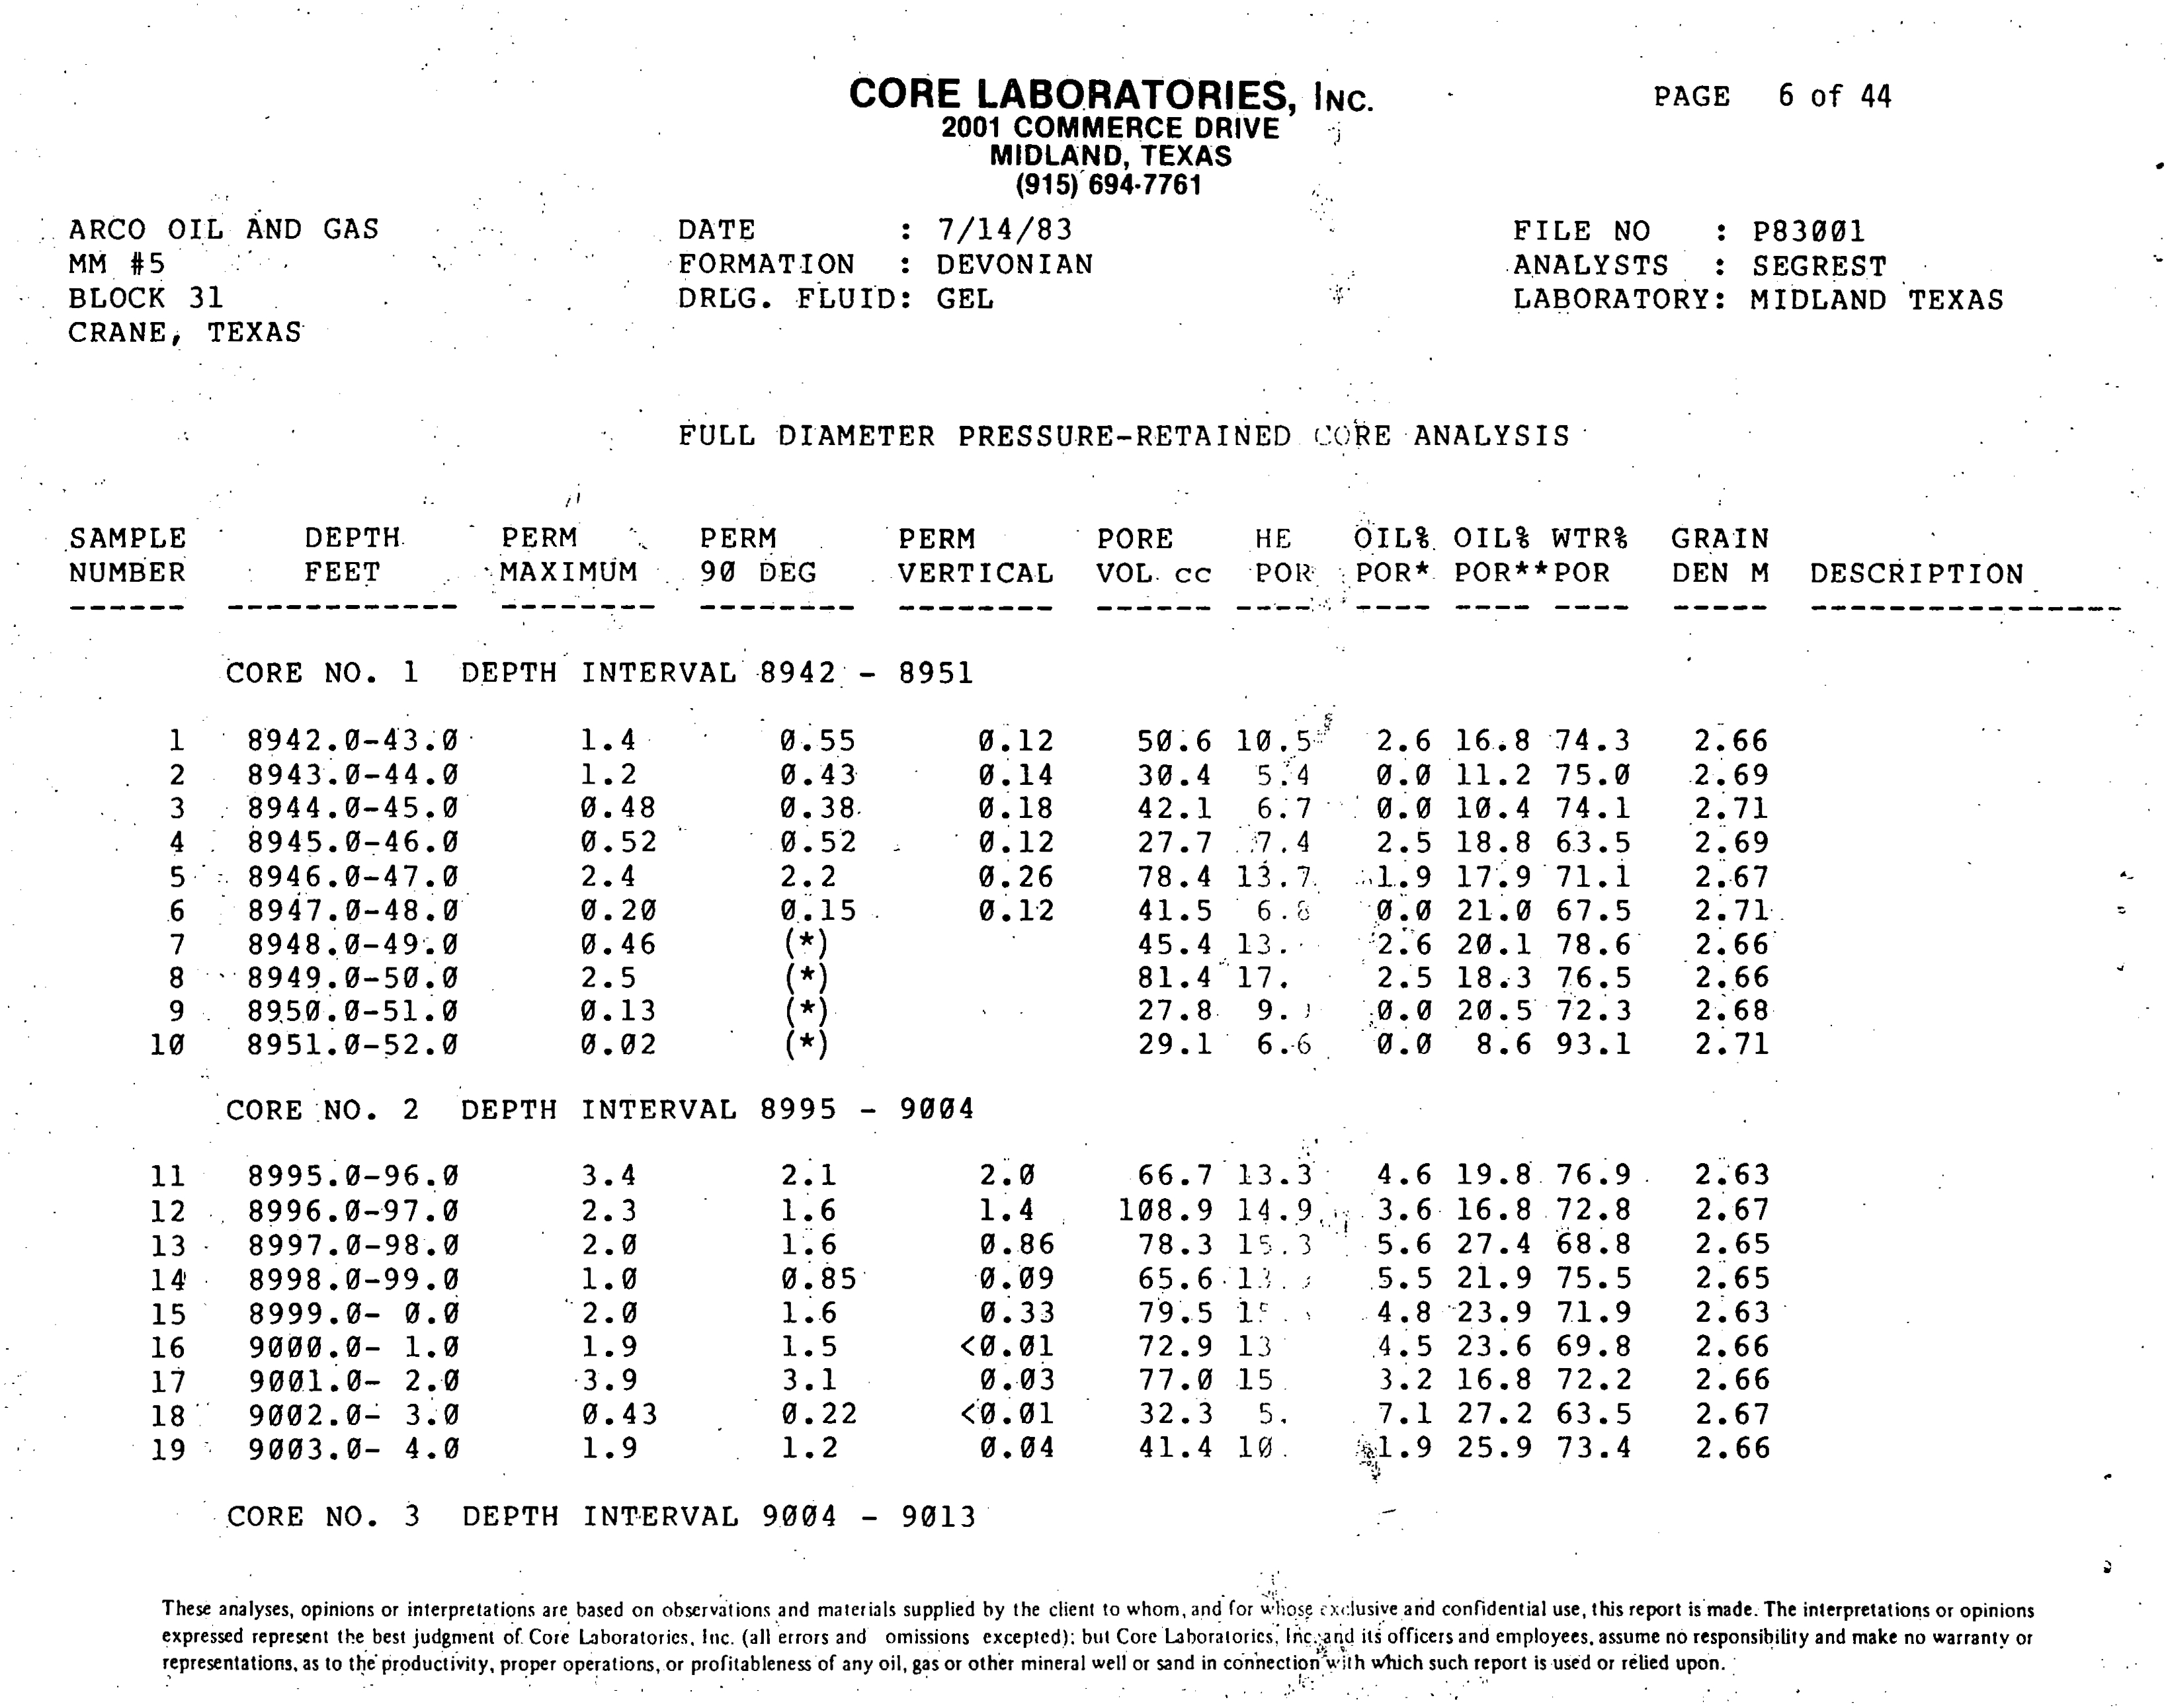 CORE LABORATORIES, INC.
PAGE 6 of 44
2001 COMMERCE DRIVE
MIDLAND, TEXAS
(915) 694-7761
ARCO OIL AND GAS DATE : 7/14/83 FILE NO : P83001
MM #5 FORMATION : DEVONIAN ANALYSTS : SEGREST
BLOCK 31 DRLG. FLUID: GEL LABORATORY: MIDLAND TEXAS
CRANE, TEXAS
FULL DIAMETER PRESSURE-RETAINED CORE ANALYSIS
SAMPLE DEPTH PERM PERM PERM PORE HE OIL% OIL% WTR% GRAIN
NUMBER FEET MAXIMUM 90 DEG VERTICAL VOL cc POR POR* POR** POR DEN M DESCRIPTION
CORE NO. 1 DEPTH INTERVAL 8942 - 8951
1 8942.0-43.0 1.4 0.55 0.12 50.6 10.5 2.6 16.8 74.3 2.66
2 8943.0-44.0 1.2 0.43 0.14 30.4 5.4 0.0 11.2 75.0 2.69
3 8944.0-45.0 0.48 0.38 0.18 42.1 6.7 0.0 10.4 74.1 2.71
4 8945.0-46.0 0.52 0.52 0.12 27.7 7.4 2.5 18.8 63.5 2.69
5 8946.0-47.0 2.4 2.2 0.26 78.4 13.7 1.9 17.9 71.1 2.67
6 8947.0-48.0 0.20 0.15 0.12 41.5 6.8 0.0 21.0 67.5 2.71
7 8948.0-49.0 0.46 (*) 45.4 13. 2.6 20.1 78.6 2.66
8 8949.0-50.0 2.5 (*) 81.4 17. 2.5 18.3 76.5 2.66
9 8950.0-51.0 0.13 (*) 27.8 9. 0.0 20.5 72.3 2.68
10 8951.0-52.0 0.02 (*) 29.1 6.6 0.0 8.6 93.1 2.71
CORE NO. 2 DEPTH INTERVAL 8995 - 9004
11 8995.0-96.0 3.4 2.1 2.0 66.7 13.3 4.6 19.8 76.9 2.63
12 8996.0-97.0 2.3 1.6 1.4 108.9 14.9 3.6 16.8 72.8 2.67
13 8997.0-98.0 2.0 1.6 0.86 78.3 15.3 5.6 27.4 68.8 2.65
14 8998.0-99.0 1.0 0.85 0.09 65.6 13. 5.5 21.9 75.5 2.65
15 8999.0- 0.0 2.0 1.6 0.33 79.5 4.8 23.9 71.9 2.63
16 9000.0- 1.0 1.9 1.5 <0.01 72.9 13 4.5 23.6 69.8 2.66
17 9001.0- 2.0 3.9 3.1 0.03 77.0 15 3.2 16.8 72.2 2.66
18 9002.0- 3.0 0.43 0.22 <0.01 32.3 5. 7.1 27.2 63.5 2.67
19 9003.0- 4.0 1.9 1.2 0.04 41.4 10. 1.9 25.9 73.4 2.66
CORE NO. 3 DEPTH INTERVAL 9004 - 9013
These analyses, opinions or interpretations are based on observations and materials supplied by the client to whom, and for whose exclusive and confidential use, this report is made. The interpretations or opinions
expressed represent the best judgment of Core Laboratories, Inc. (all errors and omissions excepted); but Core Laboratories, Inc. and its officers and employees, assume no responsibility and make no warranty or
representations, as to the productivity, proper operations, or profitableness of any oil, gas or other mineral well or sand in connection with which such report is used or relied upon.